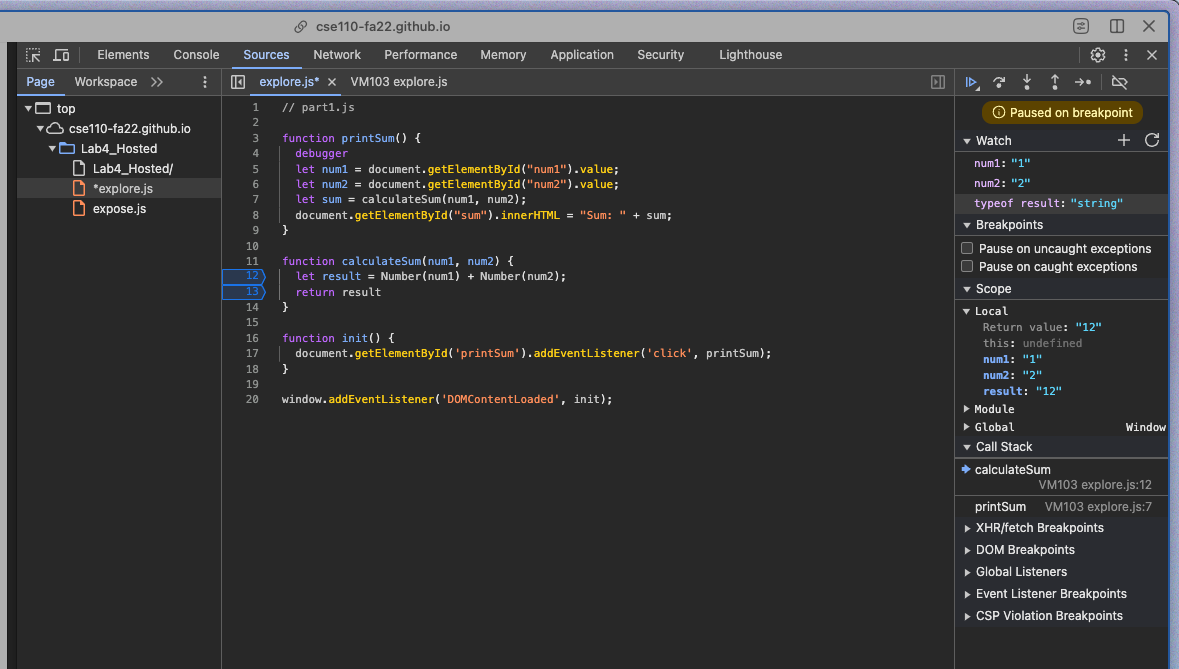 cse110-fa22.github.io
Elements Console Sources Network Performance Memory Application Security Lighthouse
Page Workspace
explore.js* VM103 explore.js
top
cse110-fa22.github.io
Lab4_Hosted
Lab4_Hosted/
*explore.js
expose.js
1 // part1.js
2
3 function printSum() {
4 debugger
5 let num1 = document.getElementById("num1").value;
6 let num2 = document.getElementById("num2").value;
7 let sum = calculateSum(num1, num2);
8 document.getElementById("sum").innerHTML = "Sum: " + sum;
9 }
10
11 function calculateSum(num1, num2) {
12 let result = Number(num1) + Number(num2);
13 return result
14 }
15
16 function init() {
17 document.getElementById('printSum').addEventListener('click', printSum);
18 }
19
20 window.addEventListener('DOMContentLoaded', init);
Paused on breakpoint
Watch
num1: "1"
num2: "2"
typeof result: "string"
Breakpoints
Pause on uncaught exceptions
Pause on caught exceptions
Scope
Local
Return value: "12"
this: undefined
num1: "1"
num2: "2"
result: "12"
Module
Global Window
Call Stack
calculateSum
VM103 explore.js:12
printSum VM103 explore.js:7
XHR/fetch Breakpoints
DOM Breakpoints
Global Listeners
Event Listener Breakpoints
CSP Violation Breakpoints